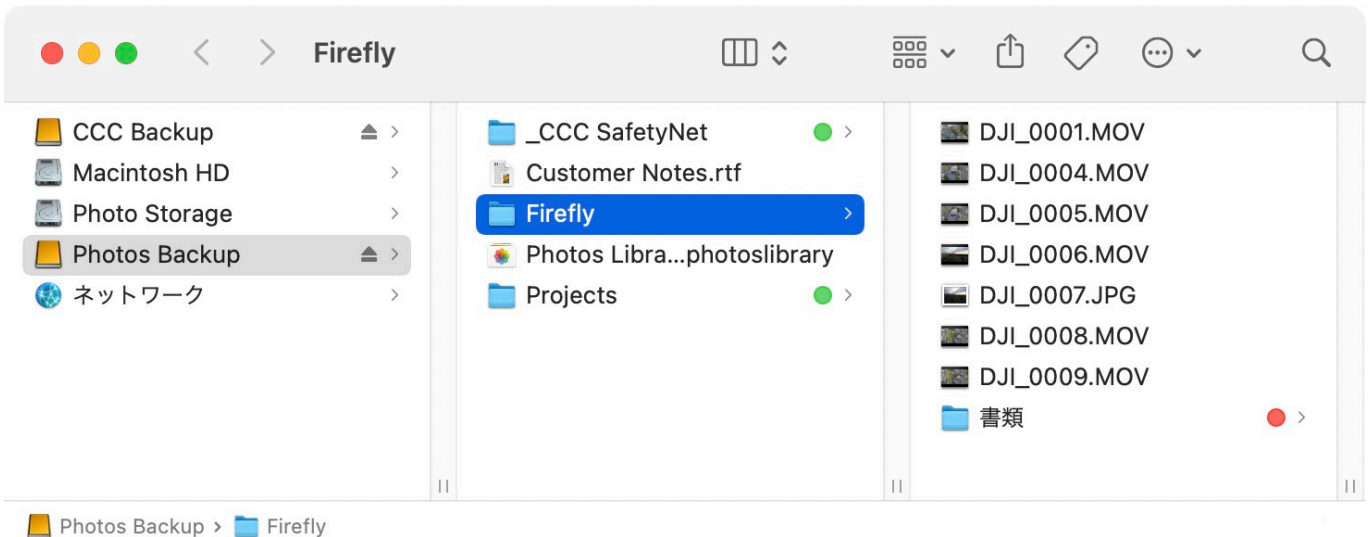 Firefly
CCC Backup
Macintosh HD
Photo Storage
Photos Backup
ネットワーク
_CCC SafetyNet
Customer Notes.rtf
Firefly
Photos Libra...photoslibrary
Projects
DJI_0001.MOV
DJI_0004.MOV
DJI_0005.MOV
DJI_0006.MOV
DJI_0007.JPG
DJI_0008.MOV
DJI_0009.MOV
書類
Photos Backup › Firefly